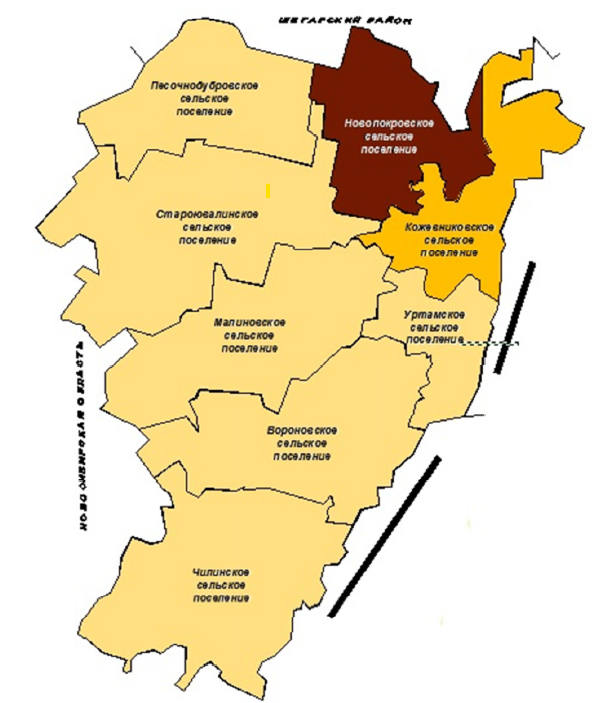 ШЕГАРСКИЙ РАЙОН
Песочнодубровское
сельское
поселение
Новопокровское
сельское
поселение
Староювалинское
сельское
поселение
Кожевниковское
сельское
поселение
Малиновское
сельское
поселение
Уртамское
сельское
поселение
НОВОСИБИРСКАЯ ОБЛАСТЬ
Вороновское
сельское
поселение
Чилинское
сельское
поселение